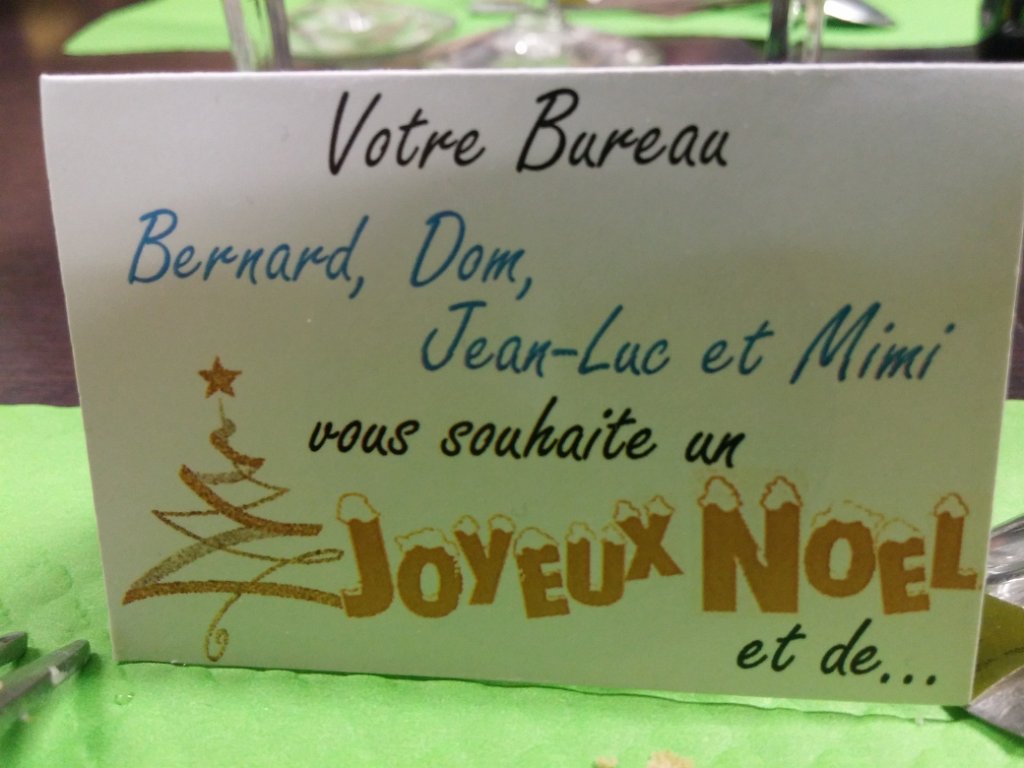 Votre Bureau
Bernard, Dom,
Jean-Luc et Mimi
vous souhaite un
JOYEUX NOEL
et de...